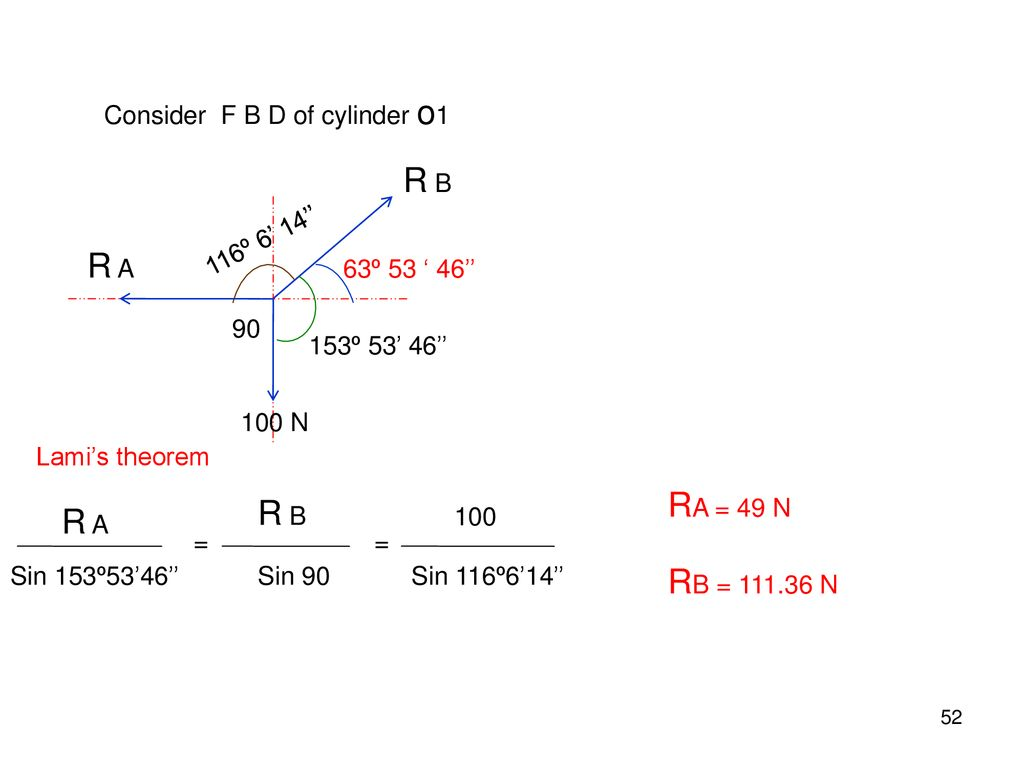 Consider F B D of cylinder O1
R B
116º 6’ 14’’
R A
63º 53 ‘ 46’’
90
153º 53’ 46’’
100 N
Lami’s theorem
R A = R B = 100
Sin 153º53’46’’ Sin 90 Sin 116º6’14’’
RA = 49 N
RB = 111.36 N
52